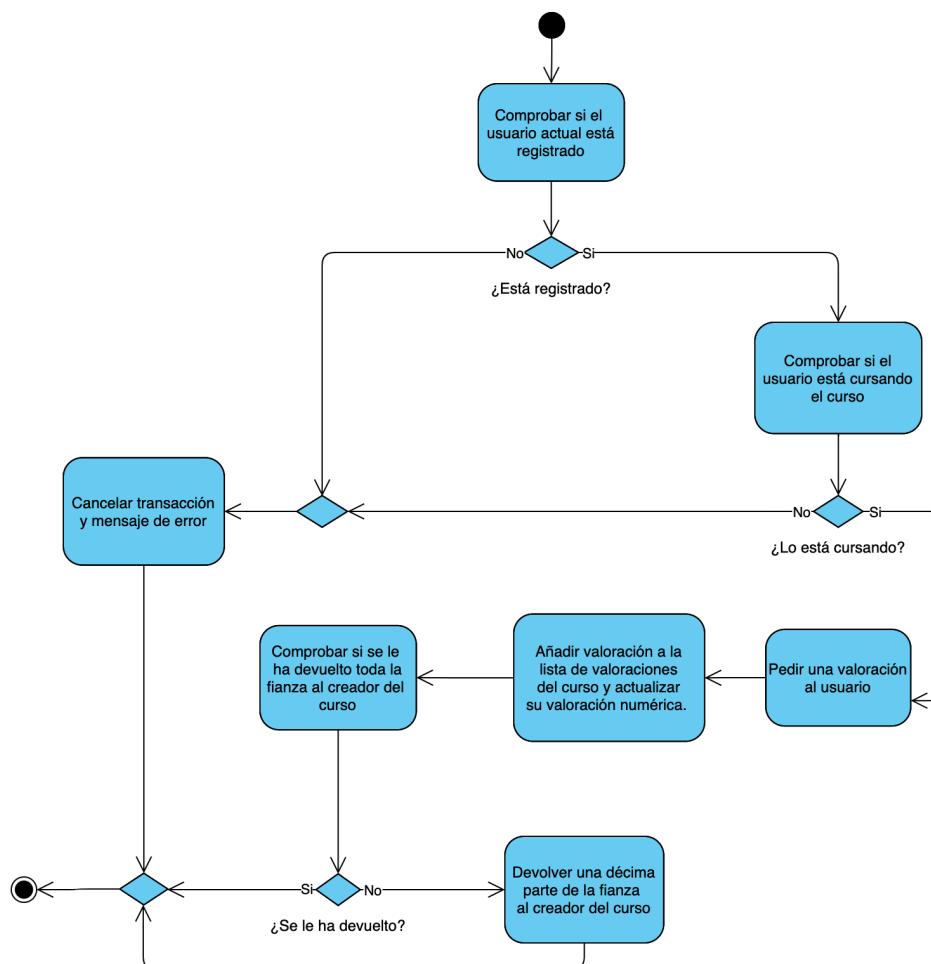 Comprobar si el
usuario actual está
registrado
No
Si
¿Está registrado?
Comprobar si el
usuario está cursando
el curso
Cancelar transacción
y mensaje de error
No
Si
¿Lo está cursando?
Comprobar si se le
ha devuelto toda la
fianza al creador del
curso
Añadir valoración a la
lista de valoraciones
del curso y actualizar
su valoración numérica.
Pedir una valoración
al usuario
Si
No
¿Se le ha devuelto?
Devolver una décima
parte de la fianza
al creador del curso